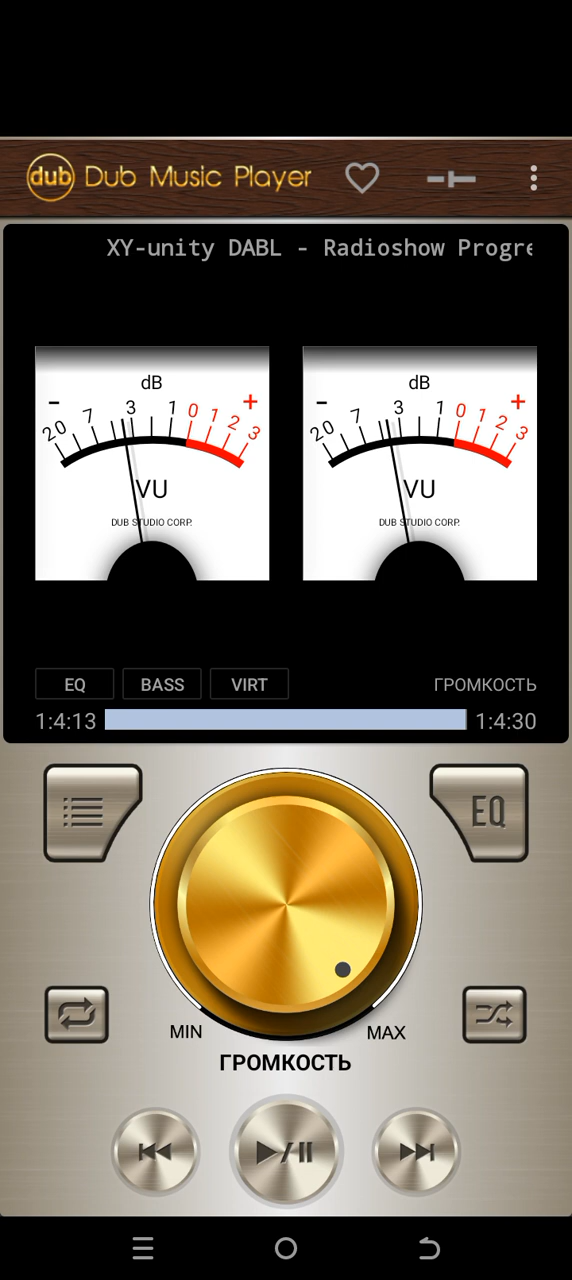 dub Dub Music Player
XY-unity DABL - Radioshow Progre
dB dB
- 20 7 3 1 0 1 2 3 + - 20 7 3 1 0 1 2 3 +
VU VU
DUB STUDIO CORP. DUB STUDIO CORP.
EQ BASS VIRT ГРОМКОСТЬ
1:4:13 1:4:30
EQ
MIN MAX
ГРОМКОСТЬ